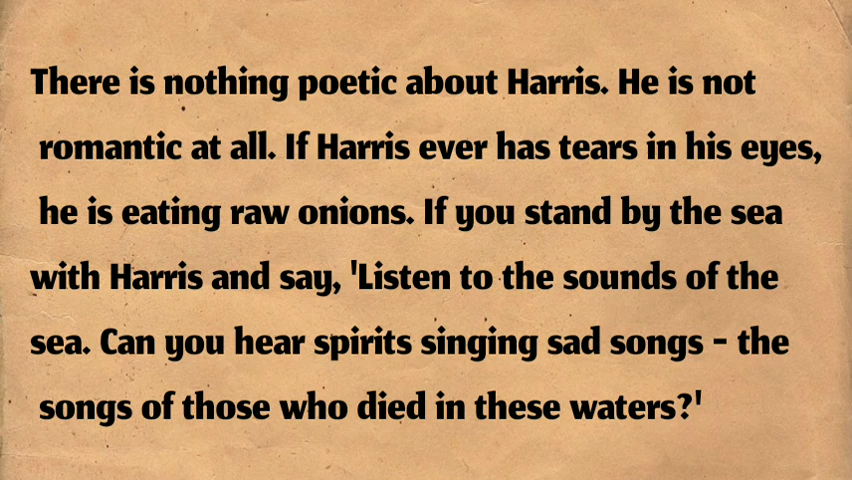 There is nothing poetic about Harris. He is not
romantic at all. If Harris ever has tears in his eyes,
he is eating raw onions. If you stand by the sea
with Harris and say, 'Listen to the sounds of the
sea. Can you hear spirits singing sad songs - the
songs of those who died in these waters?'